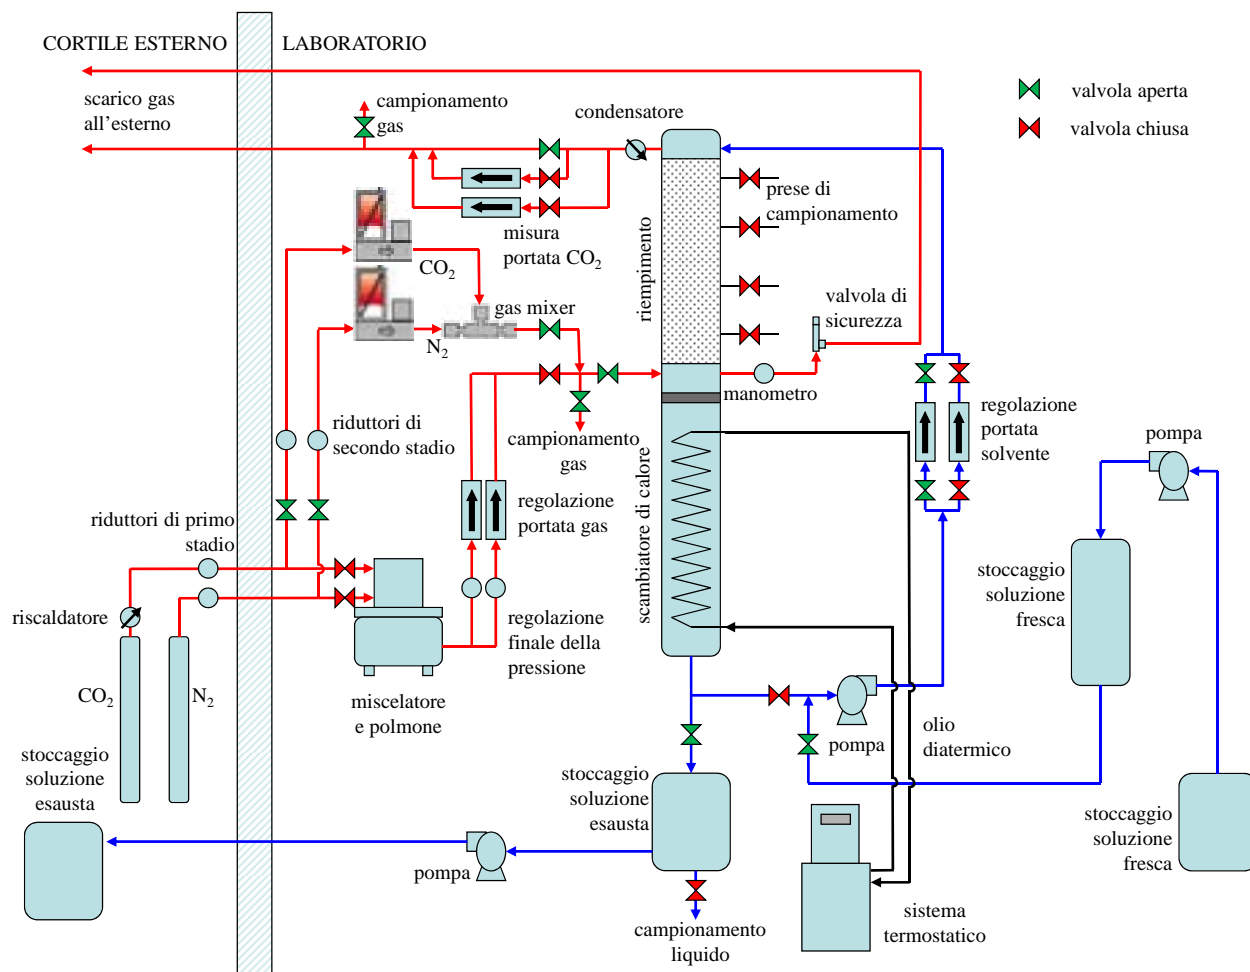 CORTILE ESTERNO
LABORATORIO
scarico gas
all'esterno
campionamento
gas
condensatore
valvola aperta
valvola chiusa
prese di
campionamento
misura
portata CO2
CO2
riempimento
gas mixer
N2
valvola di
sicurezza
manometro
riduttori di
secondo stadio
campionamento
gas
regolazione
portata
solvente
pompa
riduttori di primo
stadio
regolazione
portata gas
scambiatore di calore
stoccaggio
soluzione
fresca
riscaldatore
regolazione
finale della
pressione
CO2
N2
miscelatore
e polmone
olio
diatermico
pompa
stoccaggio
soluzione
esausta
stoccaggio
soluzione
esausta
stoccaggio
soluzione
fresca
pompa
campionamento
liquido
sistema
termostatico